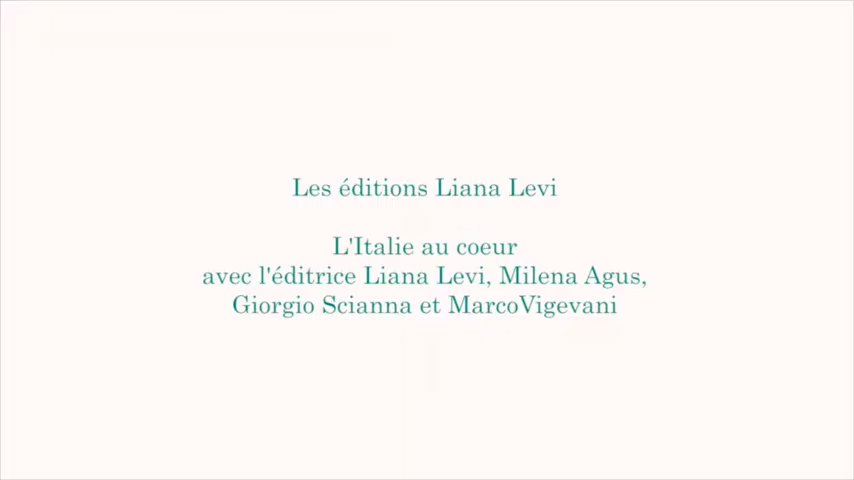 Les éditions Liana Levi
L'Italie au coeur
avec l'éditrice Liana Levi, Milena Agus,
Giorgio Scianna et MarcoVigevani